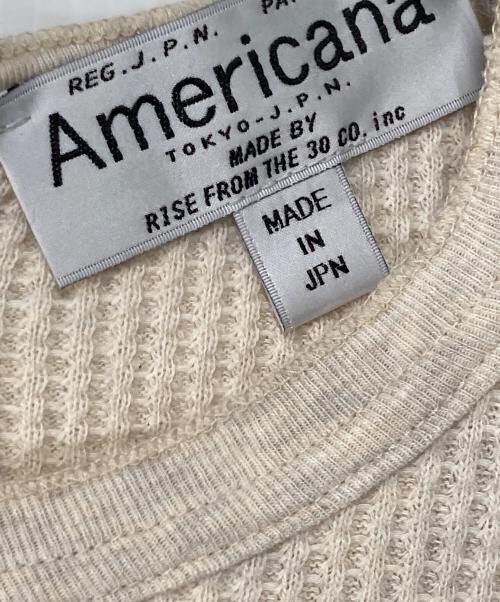 REG.J.P.N.
Americana
TOKYO-J.P.N.
MADE BY
RISE FROM THE 30 CO. inc
MADE
IN
JPN